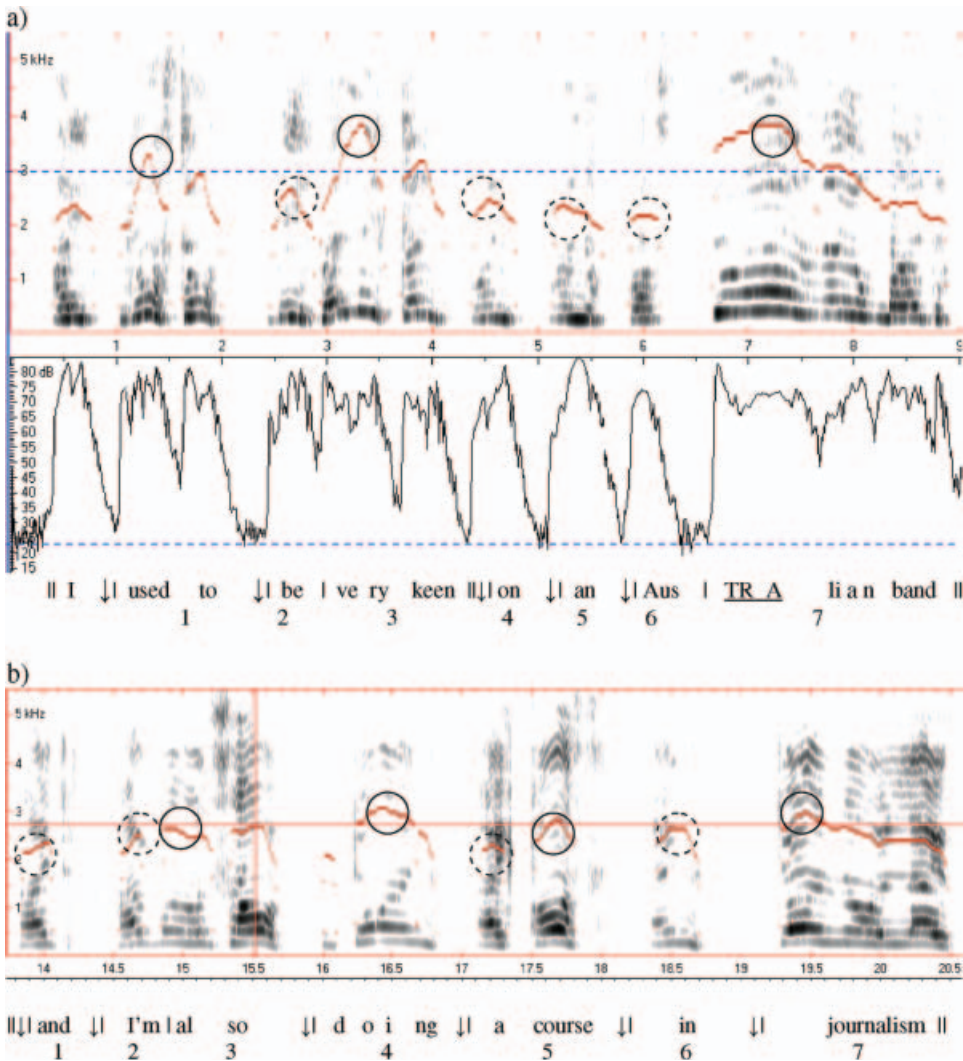 a)
5 kHz
4
3
2
1
1 2 3 4 5 6 7 8 9
80 dB
75
70
65
60
55
50
45
40
35
30
20
15
|| I ↓| used to ↓| be | ve ry keen ||↓| on ↓| an ↓| Aus | TR A li a n band ||
1 2 3 4 5 6 7
b)
5 kHz
4
3
2
1
14 14.5 15 15.5 16 16.5 17 17.5 18 18.5 19 19.5 20 20.5
||↓| and ↓| I'm | al so ↓| d o i ng ↓| a course ↓| in ↓| journalism ||
1 2 3 4 5 6 7